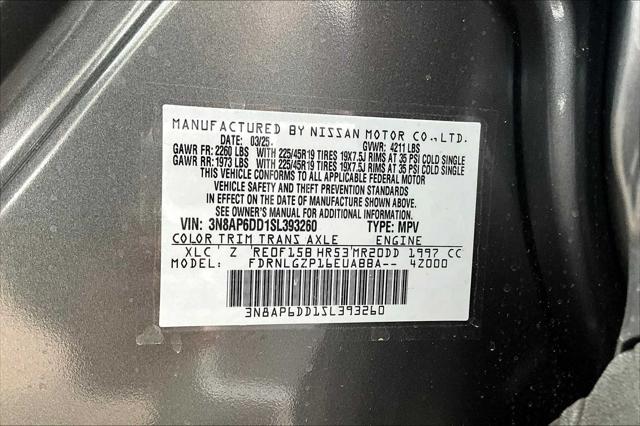 MANUFACTURED BY NISSAN MOTOR CO.,LTD.
DATE: 03/25 GVWR: 4211 LBS
GAWR FR: 2260 LBS WITH 225/45R19 TIRES 19X7.5J RIMS AT 35 PSI COLD SINGLE
GAWR RR: 1973 LBS WITH 225/45R19 TIRES 19X7.5J RIMS AT 35 PSI COLD SINGLE
THIS VEHICLE CONFORMS TO ALL APPLICABLE FEDERAL MOTOR
VEHICLE SAFETY AND THEFT PREVENTION STANDARDS
IN EFFECT ON THE DATE OF MANUFACTURE SHOWN ABOVE.
SEE OWNER'S MANUAL FOR ADDITIONAL INFORMATION.
VIN: 3N8AP6DD1SL393260 TYPE: MPV
COLOR TRIM TRANS AXLE ENGINE
XLC Z RE0F15B HR53 MR20DD 1997 CC
MODEL: FDRNLGZP16EUABBA-- 4Z000
3N8AP6DD1SL393260